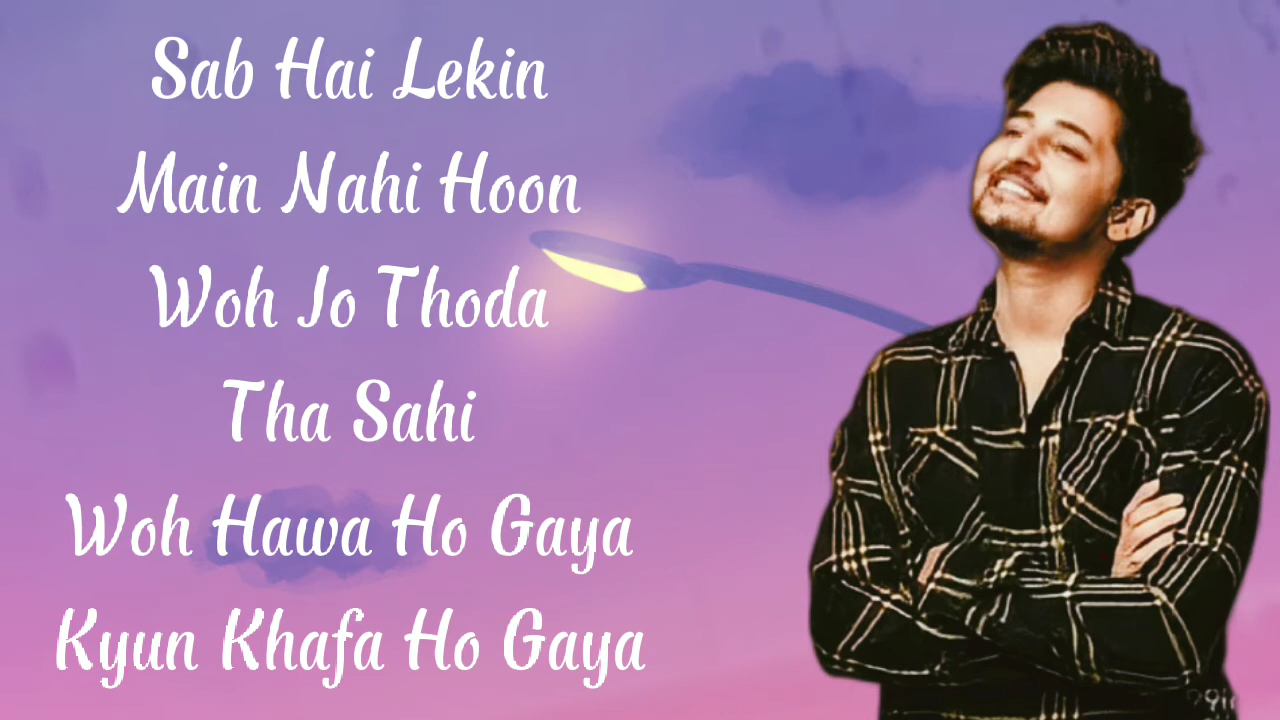 Sab Hai Lekin
Main Nahi Hoon
Woh Jo Thoda
Tha Sahi
Woh Hawa Ho Gaya
Kyun Khafa Ho Gaya